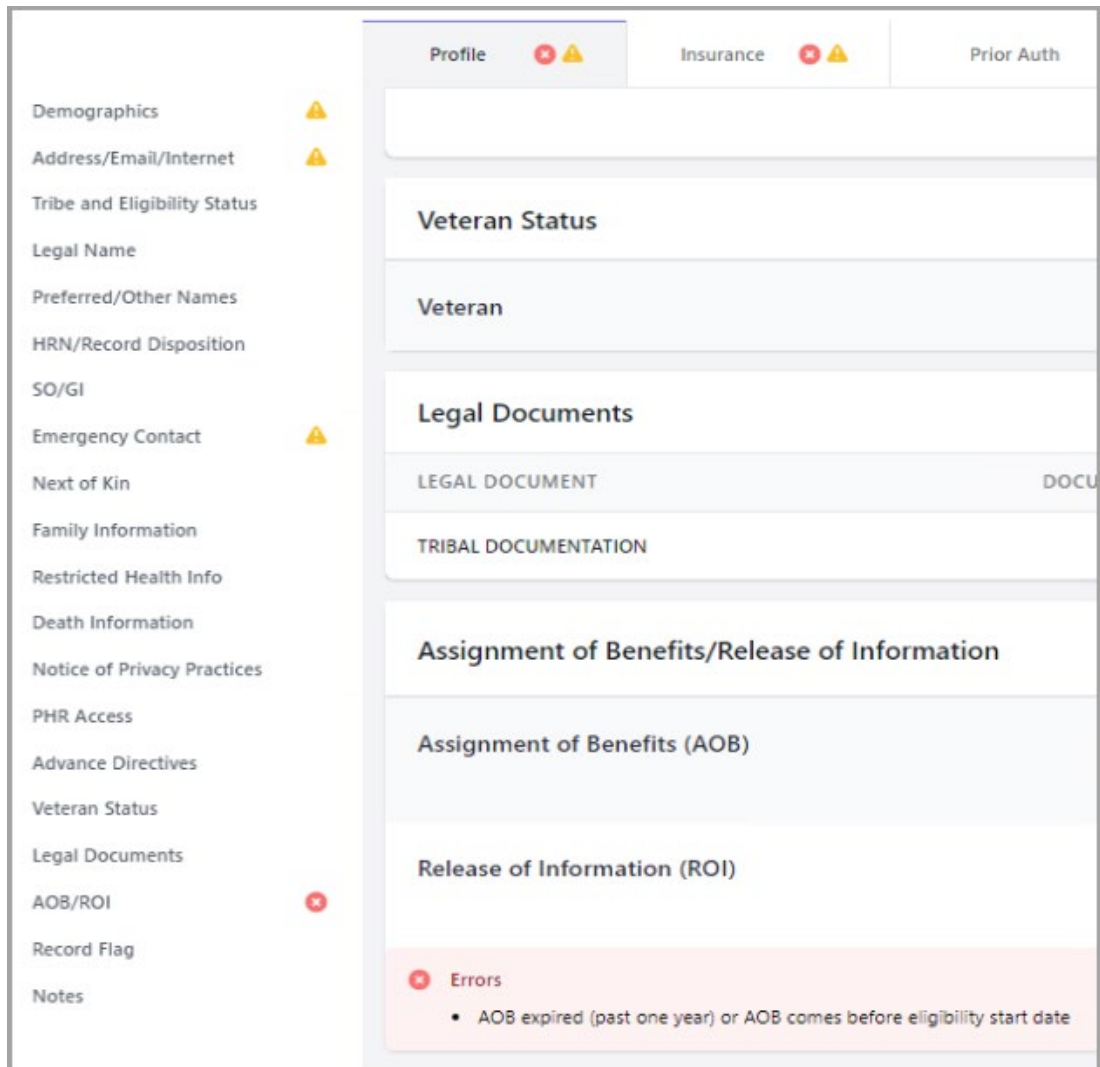 Profile
Insurance
Prior Auth
Demographics
Address/Email/Internet
Tribe and Eligibility Status
Legal Name
Preferred/Other Names
HRN/Record Disposition
SO/GI
Emergency Contact
Next of Kin
Family Information
Restricted Health Info
Death Information
Notice of Privacy Practices
PHR Access
Advance Directives
Veteran Status
Legal Documents
AOB/ROI
Record Flag
Notes
Veteran Status
Veteran
Legal Documents
LEGAL DOCUMENT DOCU
TRIBAL DOCUMENTATION
Assignment of Benefits/Release of Information
Assignment of Benefits (AOB)
Release of Information (ROI)
Errors
• AOB expired (past one year) or AOB comes before eligibility start date